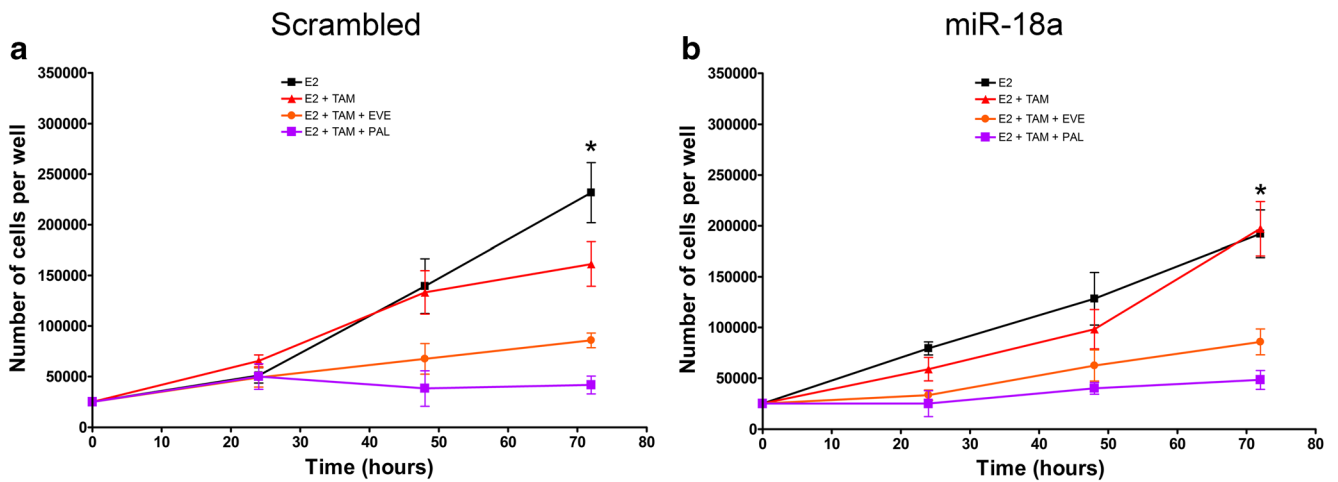 Scrambled
a
350000
300000
250000
200000
150000
100000
50000
0
Number of cells per well
E2
E2 + TAM
E2 + TAM + EVE
E2 + TAM + PAL
*
0 10 20 30 40 50 60 70 80
Time (hours)
miR-18a
b
350000
300000
250000
200000
150000
100000
50000
0
Number of cells per well
E2
E2 + TAM
E2 + TAM + EVE
E2 + TAM + PAL
*
0 10 20 30 40 50 60 70 80
Time (hours)